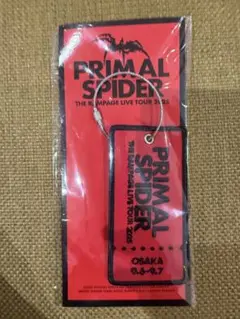 PRIMAL
SPIDER
THE RAMPAGE LIVE TOUR 2025
PRIMAL
SPIDER
THE RAMPAGE LIVE TOUR 2025
OSAKA
9.6-9.7